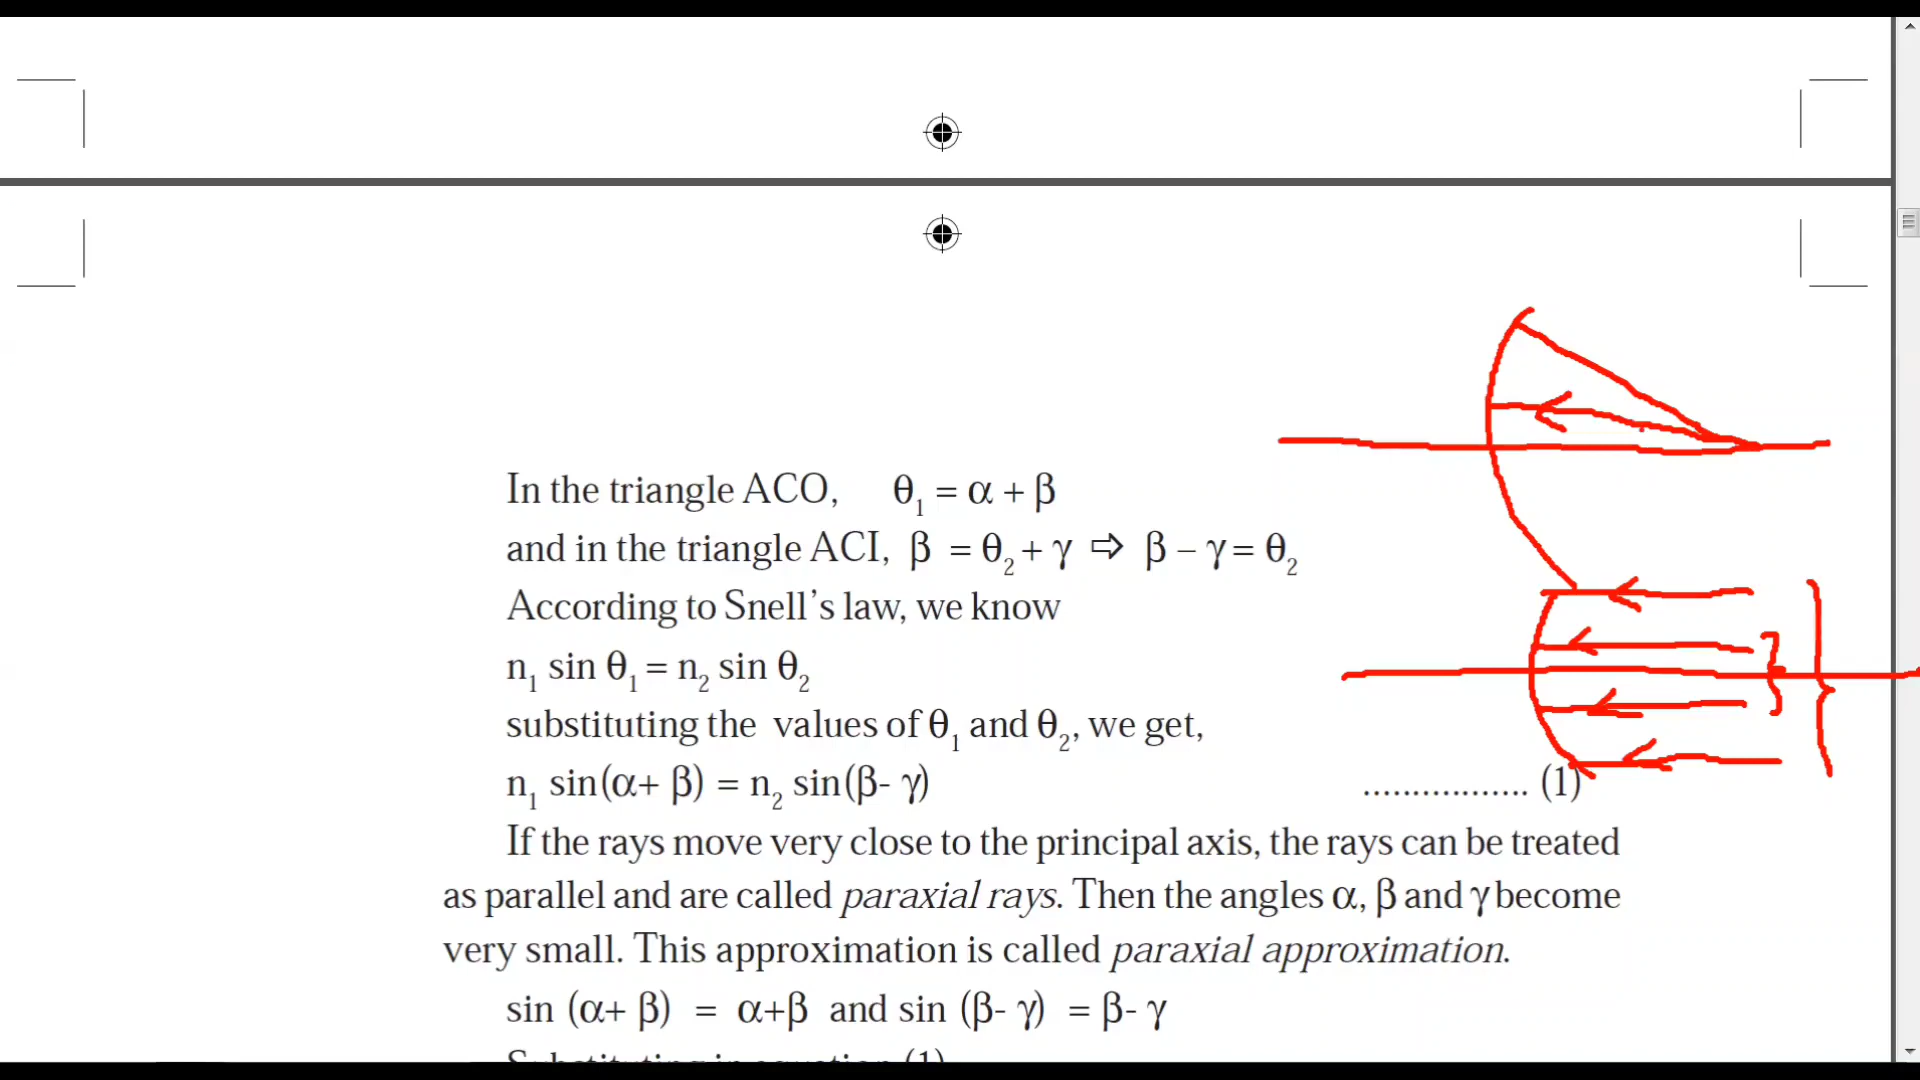 In the triangle ACO, θ₁ = α + β
and in the triangle ACI, β = θ₂ + γ ⇨ β – γ = θ₂
According to Snell’s law, we know
n₁ sin θ₁ = n₂ sin θ₂
substituting the values of θ₁ and θ₂, we get,
n₁ sin(α+ β) = n₂ sin(β- γ) ................. (1)
If the rays move very close to the principal axis, the rays can be treated
as parallel and are called paraxial rays. Then the angles α, β and γ become
very small. This approximation is called paraxial approximation.
sin (α+ β) = α+β and sin (β- γ) = β- γ
Substituting in equation (1)